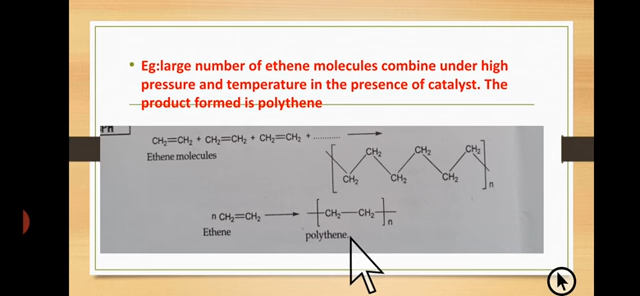 • Eg:large number of ethene molecules combine under high
pressure and temperature in the presence of catalyst. The
product formed is polythene
CH₂=CH₂ + CH₂=CH₂ + CH₂=CH₂ + ............
Ethene molecules
CH₂ CH₂ CH₂
CH₂ CH₂ CH₂
n
n CH₂=CH₂ → [CH₂—CH₂]n
Ethene polythene